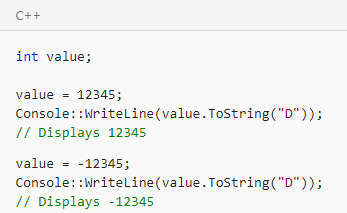 C++
int value;
value = 12345;
Console::WriteLine(value.ToString("D"));
// Displays 12345
value = -12345;
Console::WriteLine(value.ToString("D"));
// Displays -12345